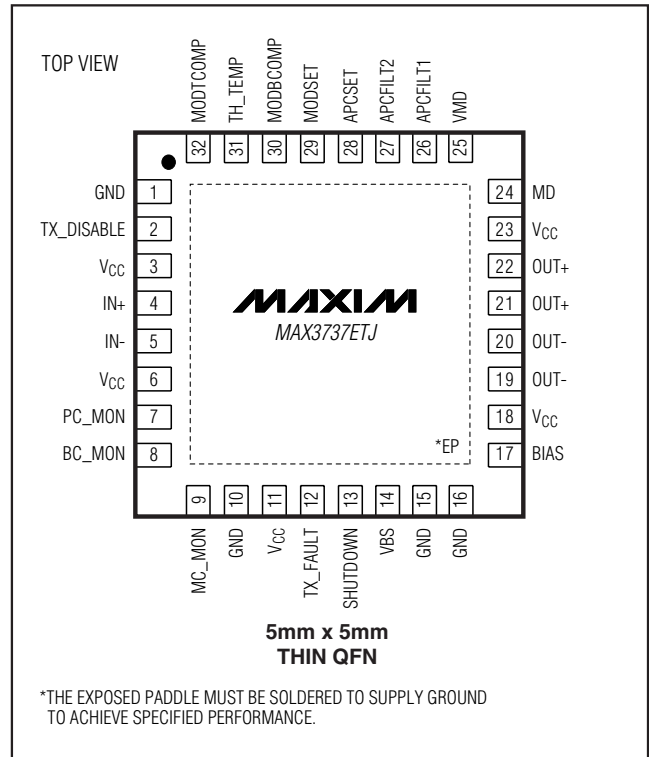 TOP VIEW
MODTCOMP
TH_TEMP
MODBCOMP
MODSET
APCSET
APCFILT2
APCFILT1
VMD
32
31
30
29
28
27
26
25
GND 1
TX_DISABLE 2
VCC 3
IN+ 4
IN- 5
VCC 6
PC_MON 7
BC_MON 8
24 MD
23 VCC
22 OUT+
21 OUT+
20 OUT-
19 OUT-
18 VCC
17 BIAS
MAXIM
MAX3737ETJ
*EP
9
10
11
12
13
14
15
16
MC_MON
GND
VCC
TX_FAULT
SHUTDOWN
VBS
GND
GND
5mm x 5mm
THIN QFN
*THE EXPOSED PADDLE MUST BE SOLDERED TO SUPPLY GROUND
TO ACHIEVE SPECIFIED PERFORMANCE.